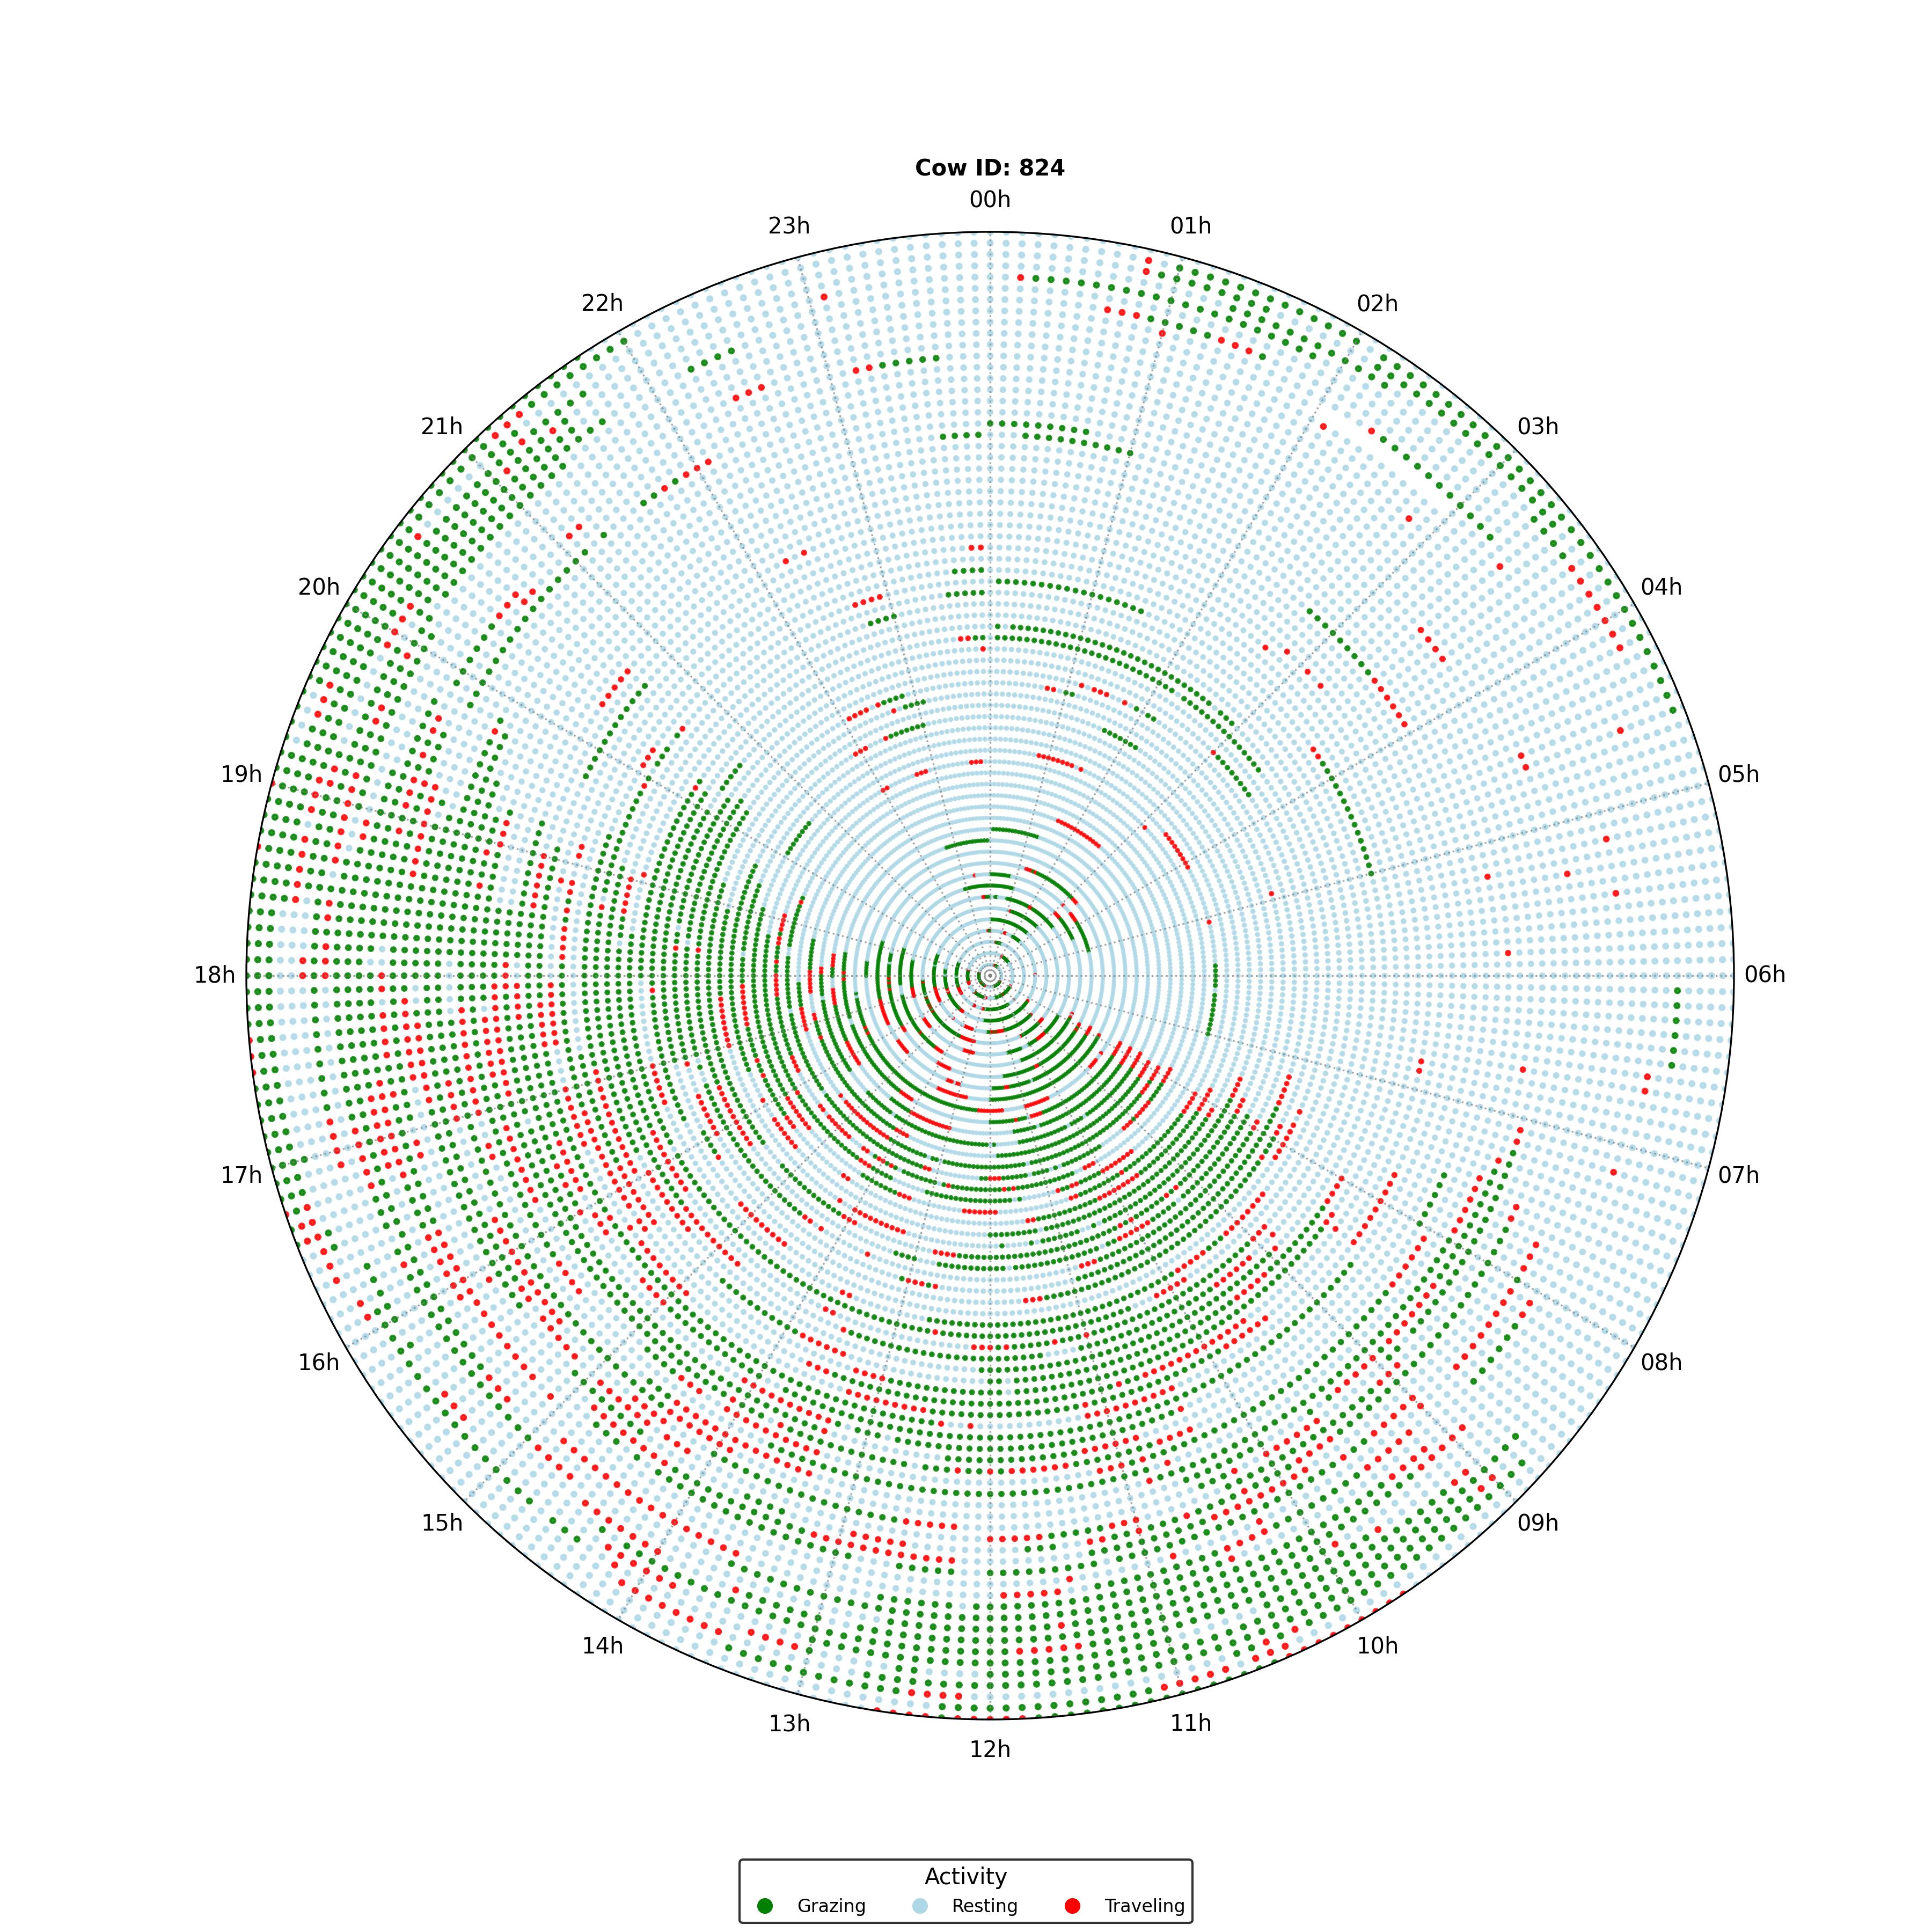 Cow ID: 824
00h
23h
01h
22h
02h
21h
03h
20h
04h
19h
05h
18h
06h
17h
07h
16h
08h
15h
09h
14h
10h
13h
11h
12h
Activity
Grazing Resting Traveling